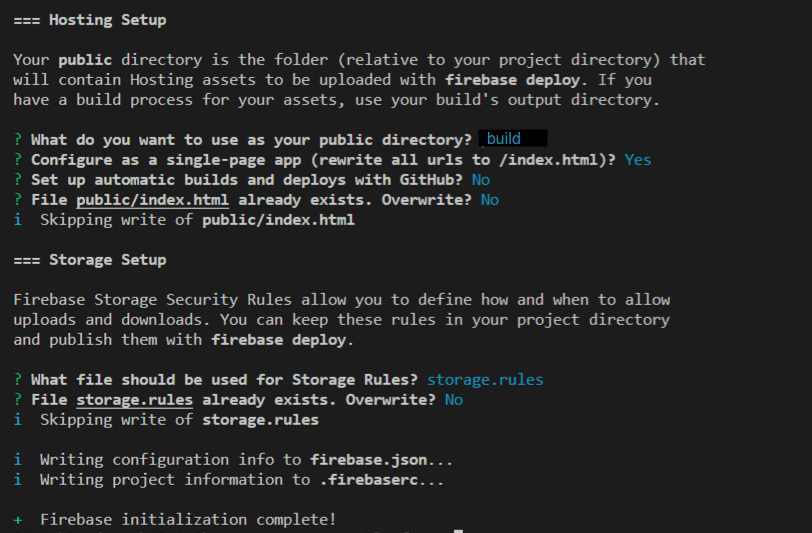 === Hosting Setup
Your public directory is the folder (relative to your project directory) that
will contain Hosting assets to be uploaded with firebase deploy. If you
have a build process for your assets, use your build's output directory.
? What do you want to use as your public directory? build
? Configure as a single-page app (rewrite all urls to /index.html)? Yes
? Set up automatic builds and deploys with GitHub? No
? File public/index.html already exists. Overwrite? No
i  Skipping write of public/index.html
=== Storage Setup
Firebase Storage Security Rules allow you to define how and when to allow
uploads and downloads. You can keep these rules in your project directory
and publish them with firebase deploy.
? What file should be used for Storage Rules? storage.rules
? File storage.rules already exists. Overwrite? No
i  Skipping write of storage.rules
i  Writing configuration info to firebase.json...
i  Writing project information to .firebaserc...
+  Firebase initialization complete!